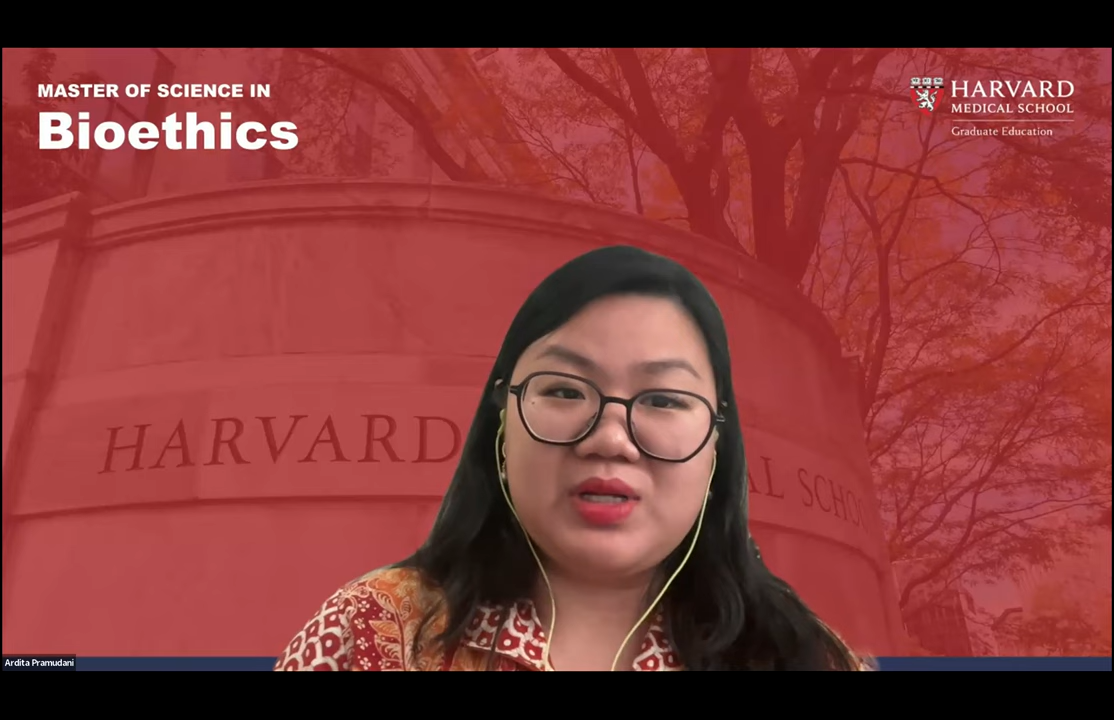 MASTER OF SCIENCE IN
Bioethics
HARVARD
MEDICAL SCHOOL
Graduate Education
HARVARD
AL SCHO
Ardita Pramudani